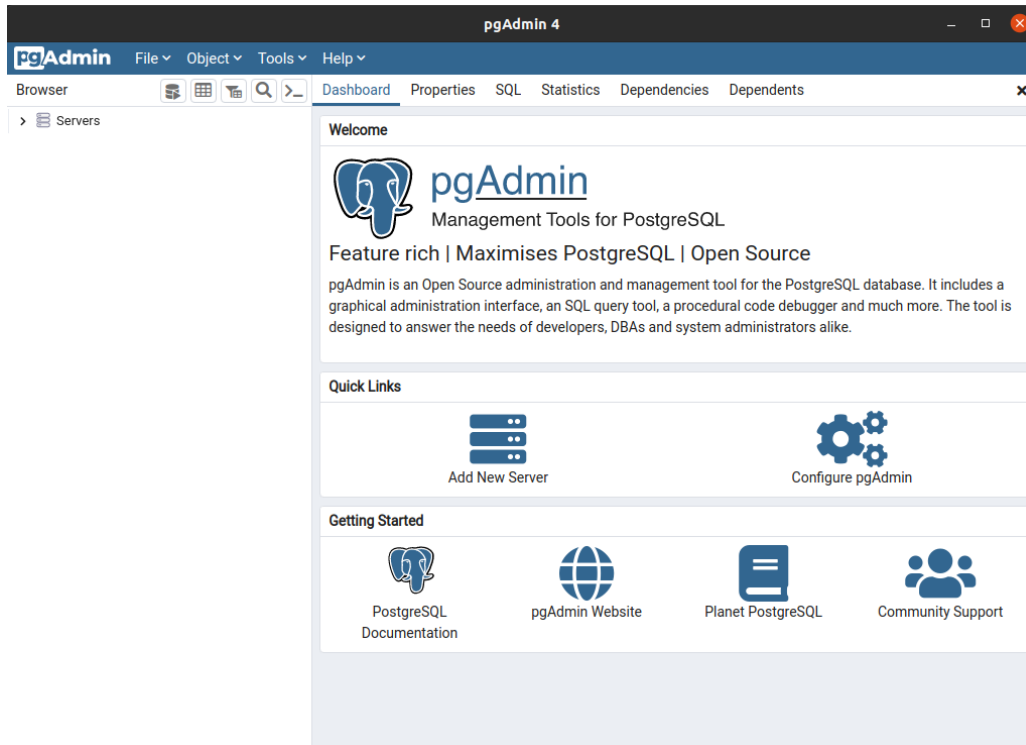 pgAdmin 4
pgAdmin File Object Tools Help
Browser
Dashboard Properties SQL Statistics Dependencies Dependents
Servers
Welcome
pgAdmin
Management Tools for PostgreSQL
Feature rich | Maximises PostgreSQL | Open Source
pgAdmin is an Open Source administration and management tool for the PostgreSQL database. It includes a
graphical administration interface, an SQL query tool, a procedural code debugger and much more. The tool is
designed to answer the needs of developers, DBAs and system administrators alike.
Quick Links
Add New Server
Configure pgAdmin
Getting Started
PostgreSQL
Documentation
pgAdmin Website
Planet PostgreSQL
Community Support